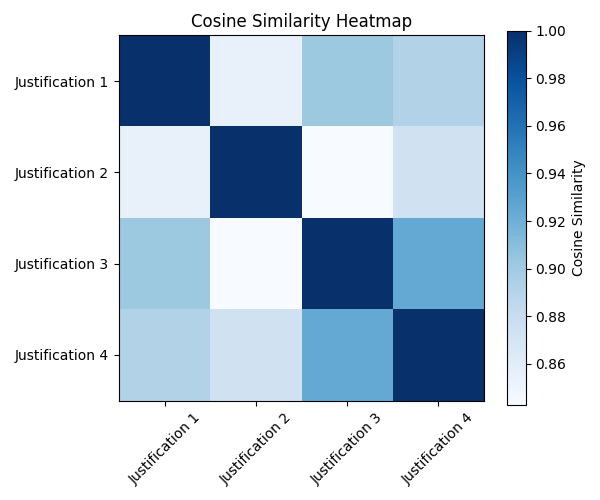 Cosine Similarity Heatmap
Justification 1
Justification 2
Justification 3
Justification 4
Justification 1
Justification 2
Justification 3
Justification 4
1.00
0.98
0.96
0.94
0.92
0.90
0.88
0.86
Cosine Similarity